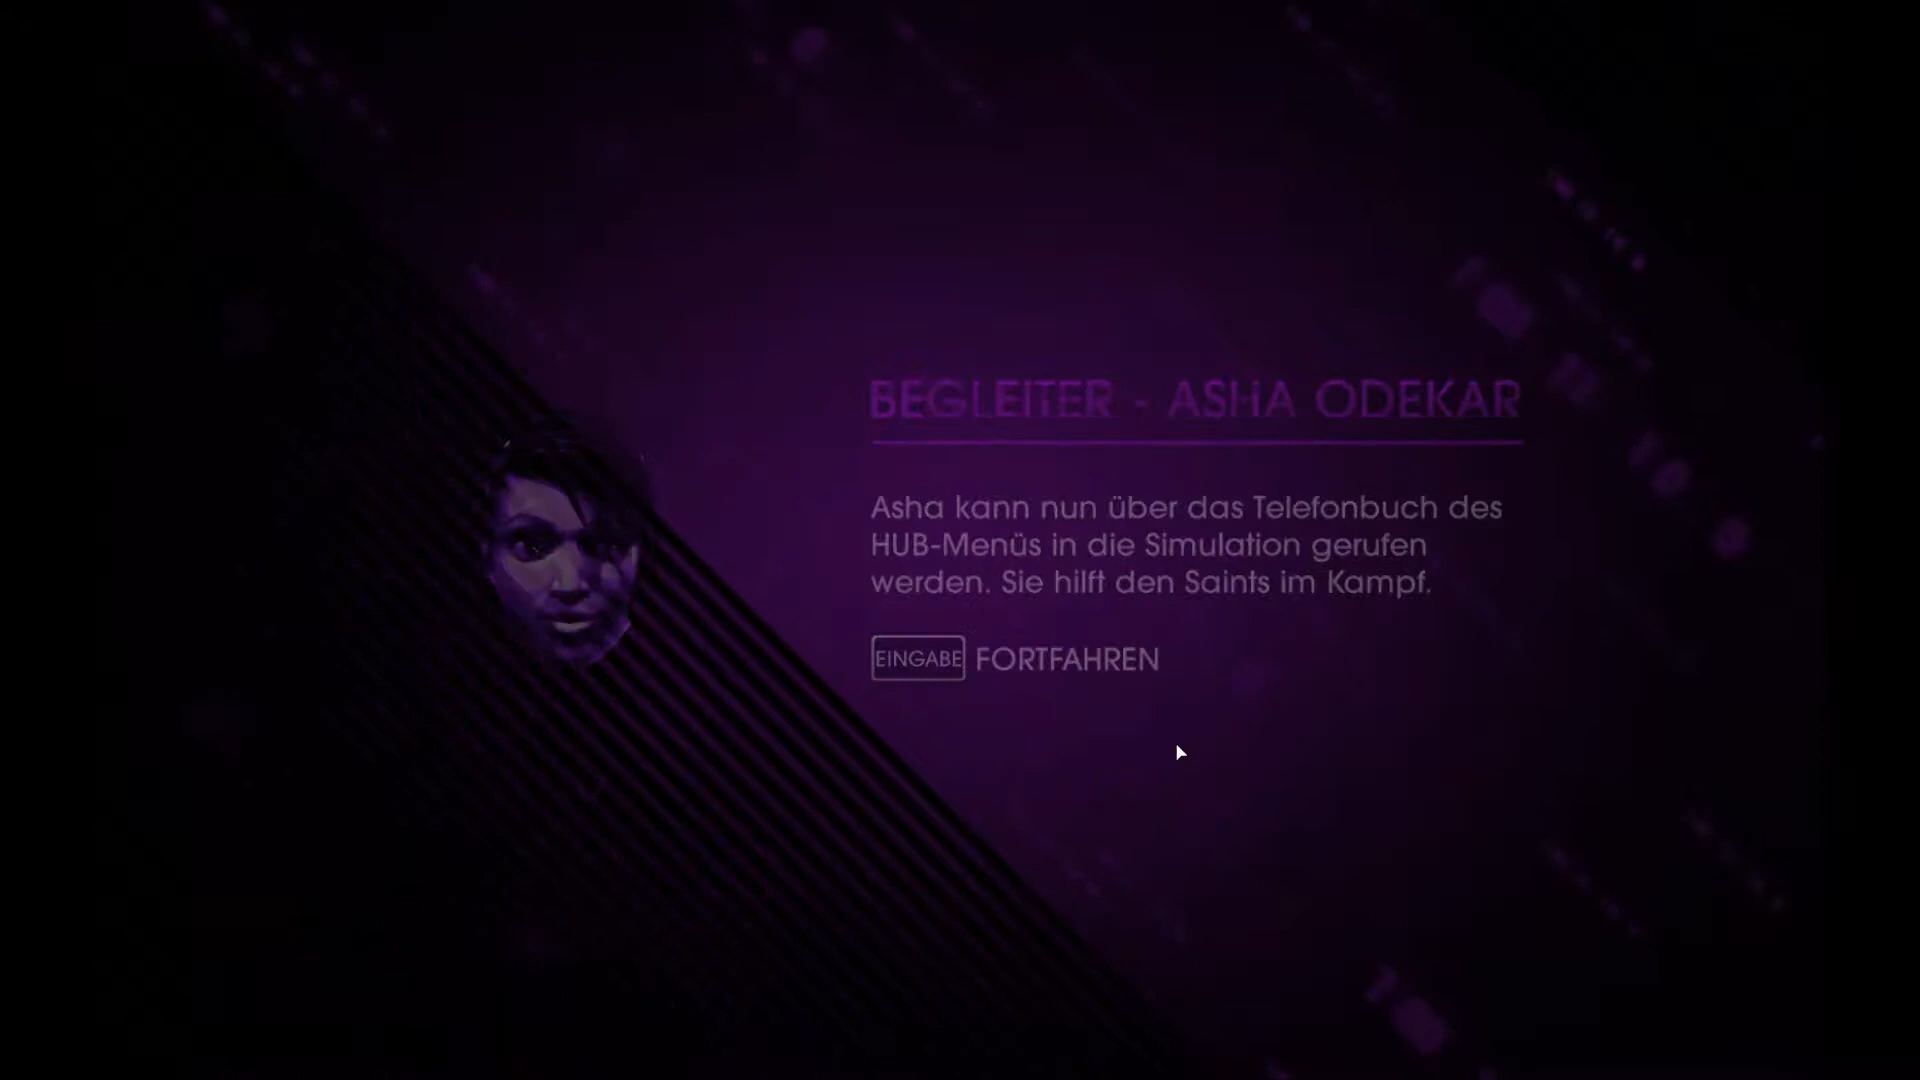 BEGLEITER - ASHA ODEKAR
Asha kann nun über das Telefonbuch des
HUB-Menüs in die Simulation gerufen
werden. Sie hilft den Saints im Kampf.
EINGABE FORTFAHREN